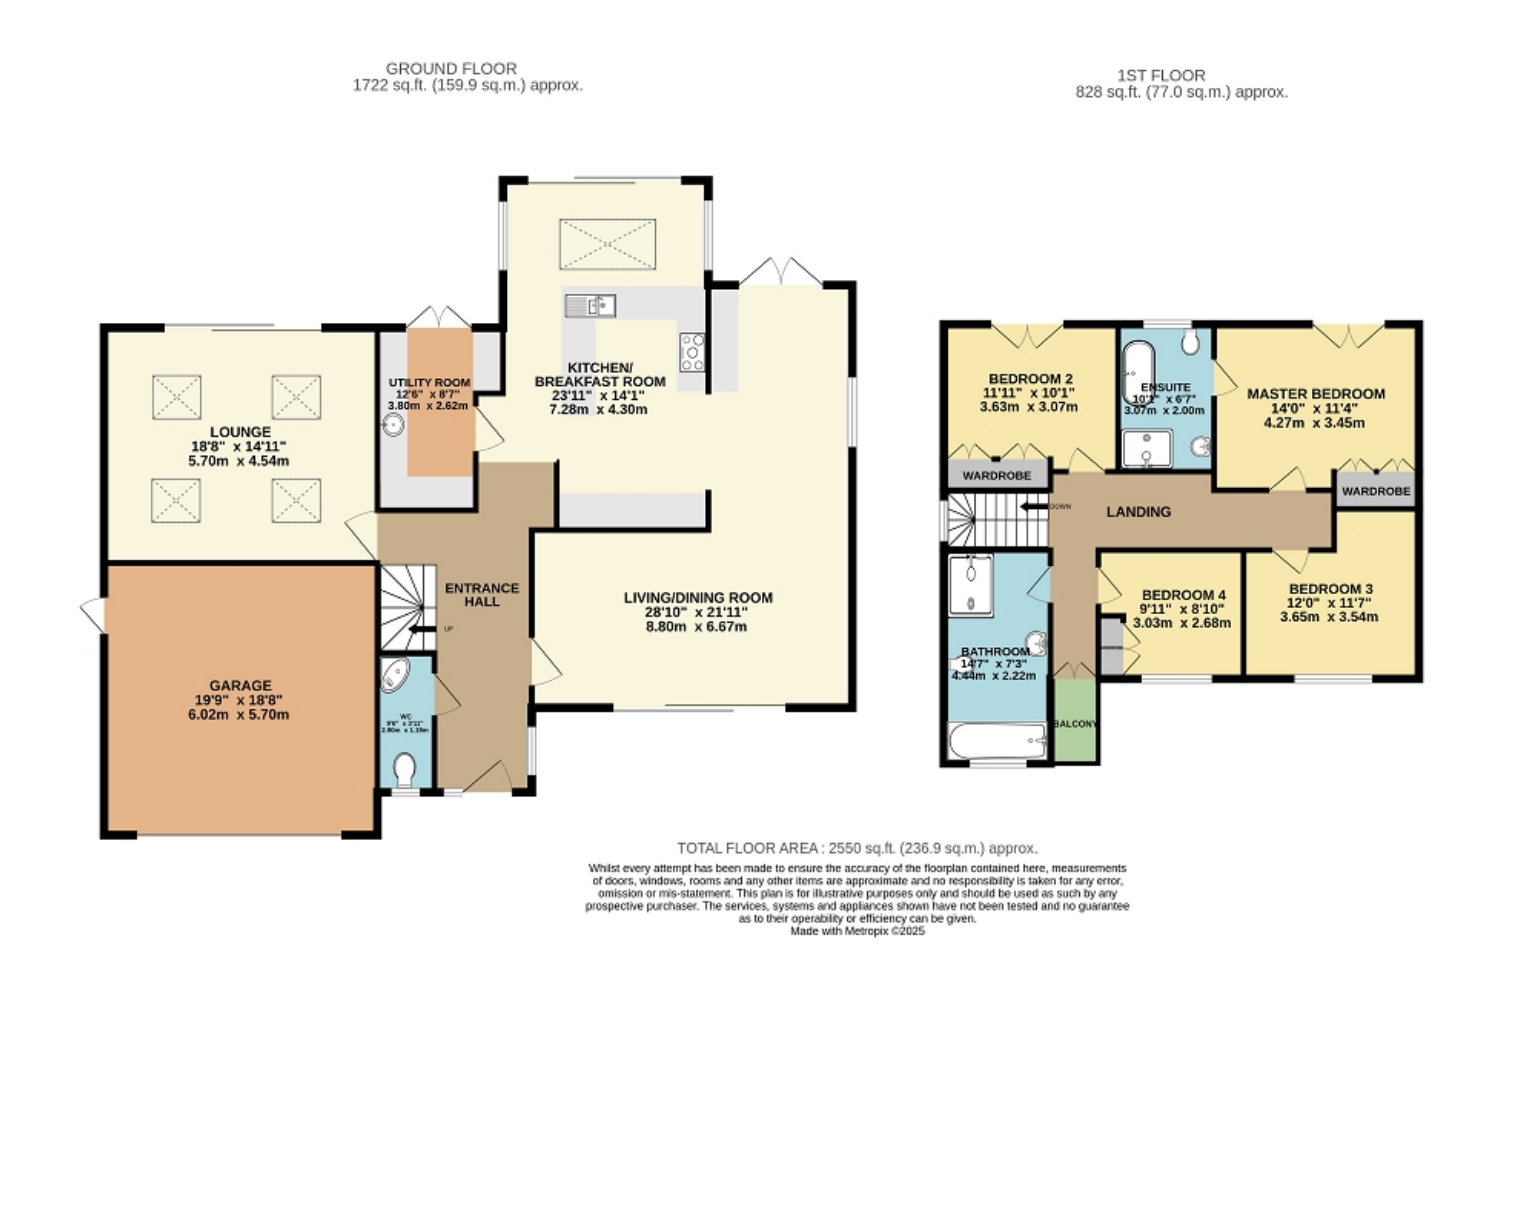 GROUND FLOOR
1722 sq.ft. (159.9 sq.m.) approx.
LOUNGE
18'8" x 14'11"
5.70m x 4.54m
UTILITY ROOM
12'6" x 8'7"
3.80m x 2.62m
KITCHEN/
BREAKFAST ROOM
23'11" x 14'1"
7.28m x 4.30m
ENTRANCE
HALL
UP
LIVING/DINING ROOM
28'10" x 21'11"
8.80m x 6.67m
GARAGE
19'9" x 18'8"
6.02m x 5.70m
WC
9'6" x 3'11"
2.90m x 1.19m
1ST FLOOR
828 sq.ft. (77.0 sq.m.) approx.
BEDROOM 2
11'11" x 10'1"
3.63m x 3.07m
WARDROBE
ENSUITE
10'1" x 6'7"
3.07m x 2.00m
MASTER BEDROOM
14'0" x 11'4"
4.27m x 3.45m
WARDROBE
DOWN
LANDING
BATHROOM
14'7" x 7'3"
4.44m x 2.22m
BEDROOM 4
9'11" x 8'10"
3.03m x 2.68m
BEDROOM 3
12'0" x 11'7"
3.65m x 3.54m
BALCONY
TOTAL FLOOR AREA : 2550 sq.ft. (236.9 sq.m.) approx.
Whilst every attempt has been made to ensure the accuracy of the floorplan contained here, measurements
of doors, windows, rooms and any other items are approximate and no responsibility is taken for any error,
omission or mis-statement. This plan is for illustrative purposes only and should be used as such by any
prospective purchaser. The services, systems and appliances shown have not been tested and no guarantee
as to their operability or efficiency can be given.
Made with Metropix ©2025